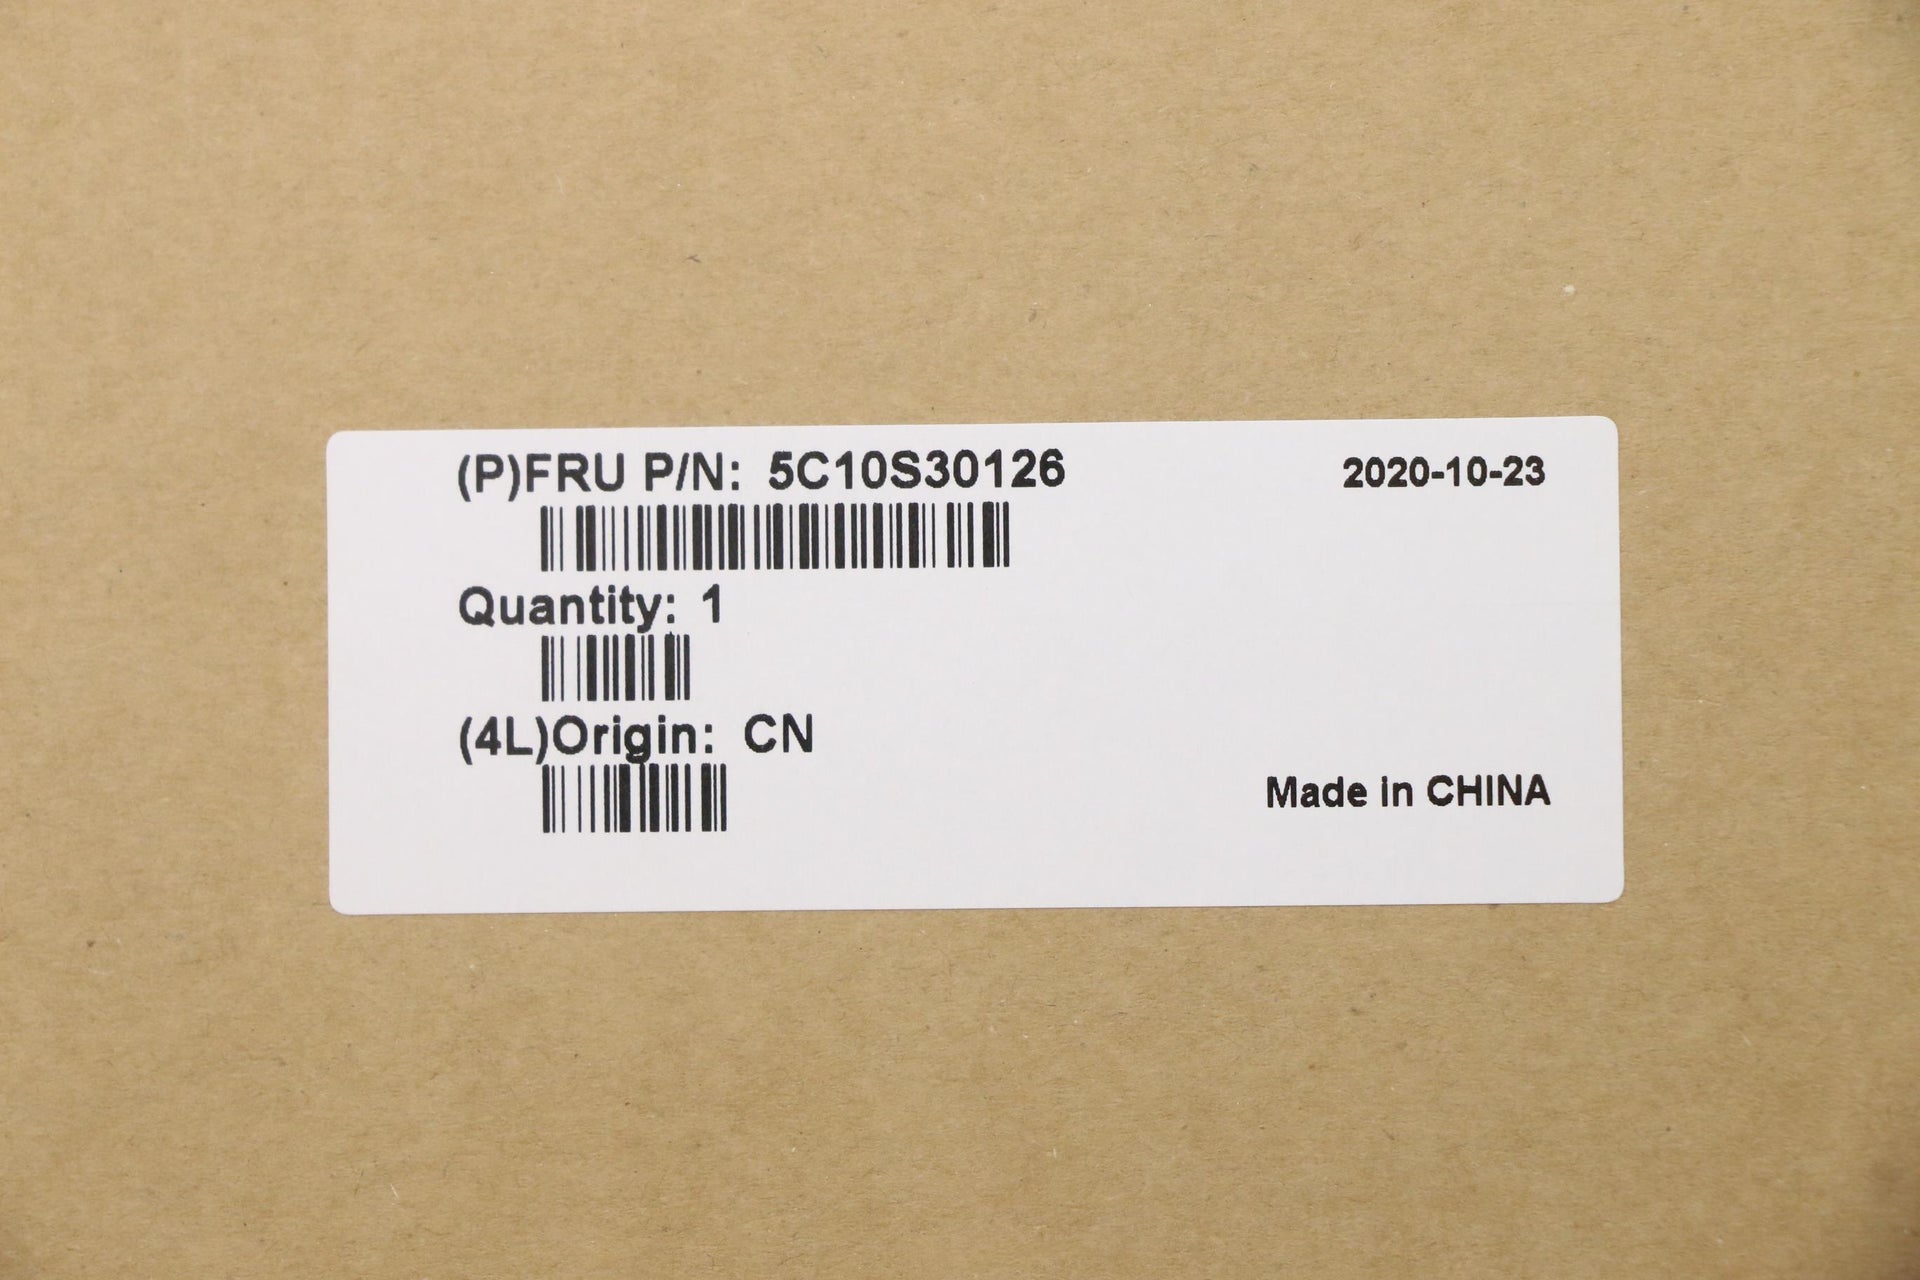 (P)FRU P/N: 5C10S30126
2020-10-23
Quantity: 1
(4L)Origin: CN
Made in CHINA